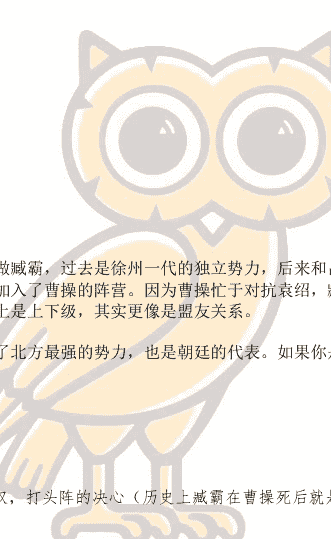 做臧霸，过去是徐州一代的独立势力，后来和
加入了曹操的阵营。因为曹操忙于对抗袁绍，
上是上下级，其实更像是盟友关系。
了北方最强的势力，也是朝廷的代表。如果你
，打头阵的决心（历史上臧霸在曹操死后就是